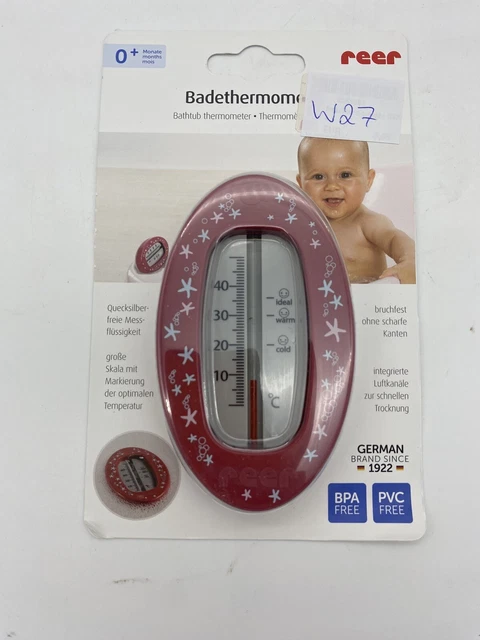 0+ Monate
months
mois
reer
Badethermome
W27
Bathtub thermometer • Thermomè
40
30
20
10
ideal
warm
cold
°C
Quecksilber-
freie Mess-
flüssigkeit
große
Skala mit
Markierung
der optimalen
Temperatur
bruchfest
ohne scharfe
Kanten
integrierte
Luftkanäle
zur schnellen
Trocknung
reer
GERMAN
BRAND SINCE
1922
BPA
FREE
PVC
FREE